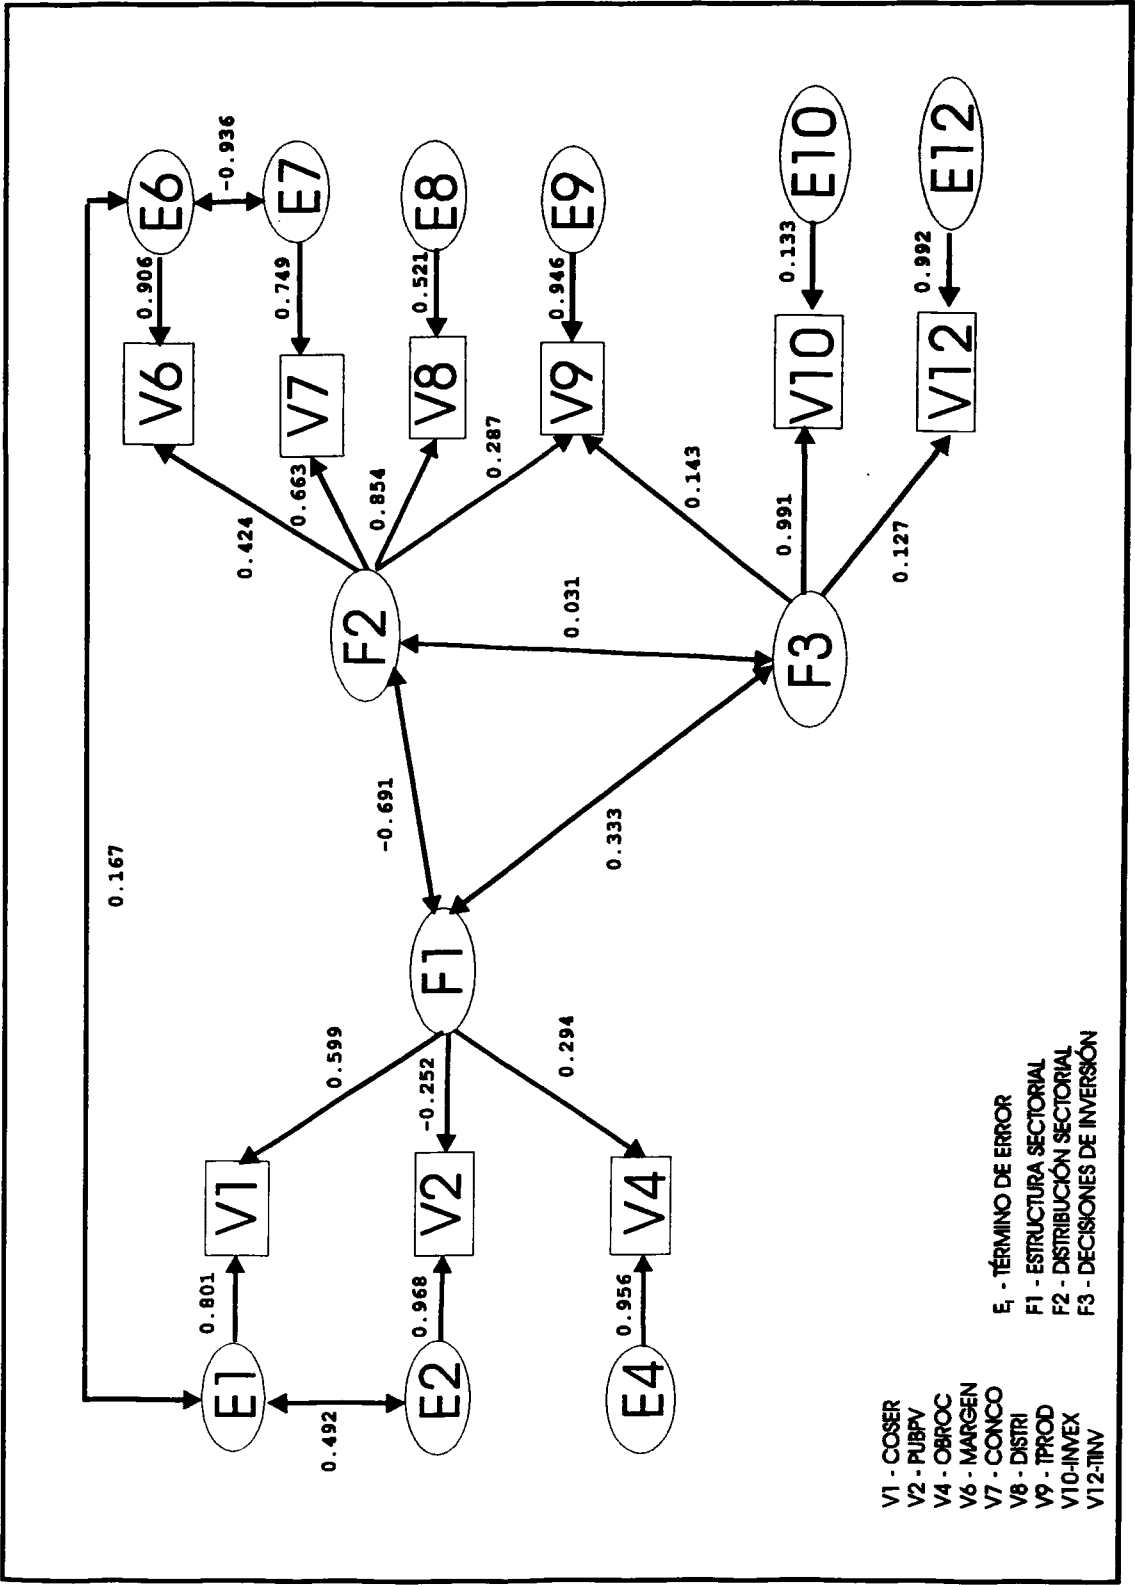 0.167
E1
0.801
V1
0.599
0.424
V6
0.906
E6
0.492
-0.936
0.663
V7
0.749
E7
F2
-0.691
0.854
E2
0.968
V2
-0.252
F1
V8
0.521
E8
0.287
0.294
0.031
V9
0.946
E9
0.333
0.143
E4
0.956
V4
0.991
V10
0.133
E10
F3
0.127
V12
0.992
E12
V1 - COSER
V2 - PUBPV
V4 - OBROC
V6 - MARGEN
V7 - CONCO
V8 - DISTRI
V9 - TPROD
V10-INVEX
V12-TINV
Eᵢ - TÉRMINO DE ERROR
F1 - ESTRUCTURA SECTORIAL
F2 - DISTRIBUCIÓN SECTORIAL
F3 - DECISIONES DE INVERSIÓN